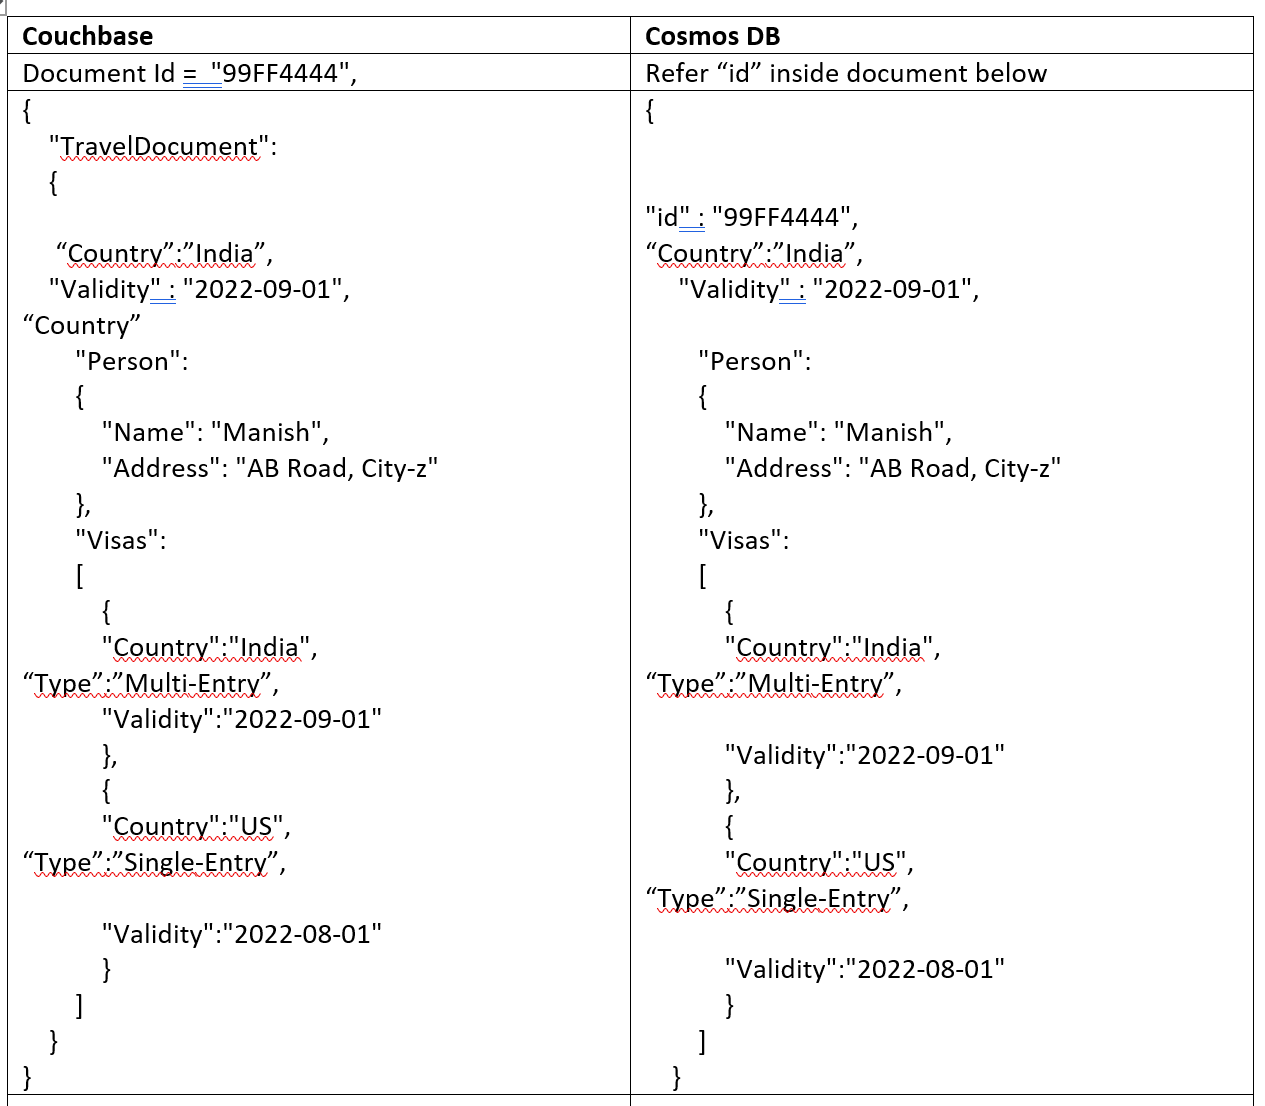 Couchbase
Cosmos DB
Document Id =  "99FF4444",
Refer “id” inside document below
{
"TravelDocument":
{
“Country”:”India”,
"Validity" : "2022-09-01",
“Country”
"Person":
{
"Name": "Manish",
"Address": "AB Road, City-z"
},
"Visas":
[
{
"Country":"India",
“Type”:”Multi-Entry”,
"Validity":"2022-09-01"
},
{
"Country":"US",
“Type”:”Single-Entry”,
"Validity":"2022-08-01"
}
]
}
}
{
"id" : "99FF4444",
“Country”:”India”,
"Validity" : "2022-09-01",
"Person":
{
"Name": "Manish",
"Address": "AB Road, City-z"
},
"Visas":
[
{
"Country":"India",
“Type”:”Multi-Entry”,
"Validity":"2022-09-01"
},
{
"Country":"US",
“Type”:”Single-Entry”,
"Validity":"2022-08-01"
}
]
}